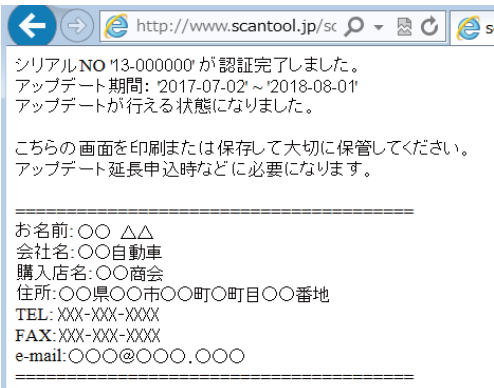 http://www.scantool.jp/sc
シリアルNO '13-000000' が認証完了しました。
アップデート期間: '2017-07-02' ~ '2018-08-01'
アップデートが行える状態になりました。
こちらの画面を印刷または保存して大切に保管してください。
アップデート延長申込時などに必要になります。
========================================
お名前:○○ △△
会社名:○○自動車
購入店名:○○商会
住所:○○県○○市○○町○町目○○番地
TEL: XXX-XXX-XXXX
FAX:XXX-XXX-XXXX
e-mail:○○○@○○○.○○○
========================================